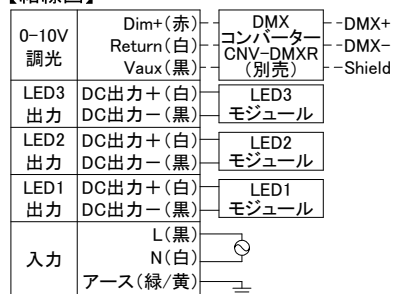 【結線図】
0-10V
調光
Dim+(赤)
Return(白)
Vaux(黒)
DMX
コンバーター
CNV-DMXR
(別売)
DMX+
DMX-
Shield
LED3
出力
DC出力+(白)
DC出力-(黒)
LED3
モジュール
LED2
出力
DC出力+(白)
DC出力-(黒)
LED2
モジュール
LED1
出力
DC出力+(白)
DC出力-(黒)
LED1
モジュール
入力
L(黒)
N(白)
アース(緑/黄)